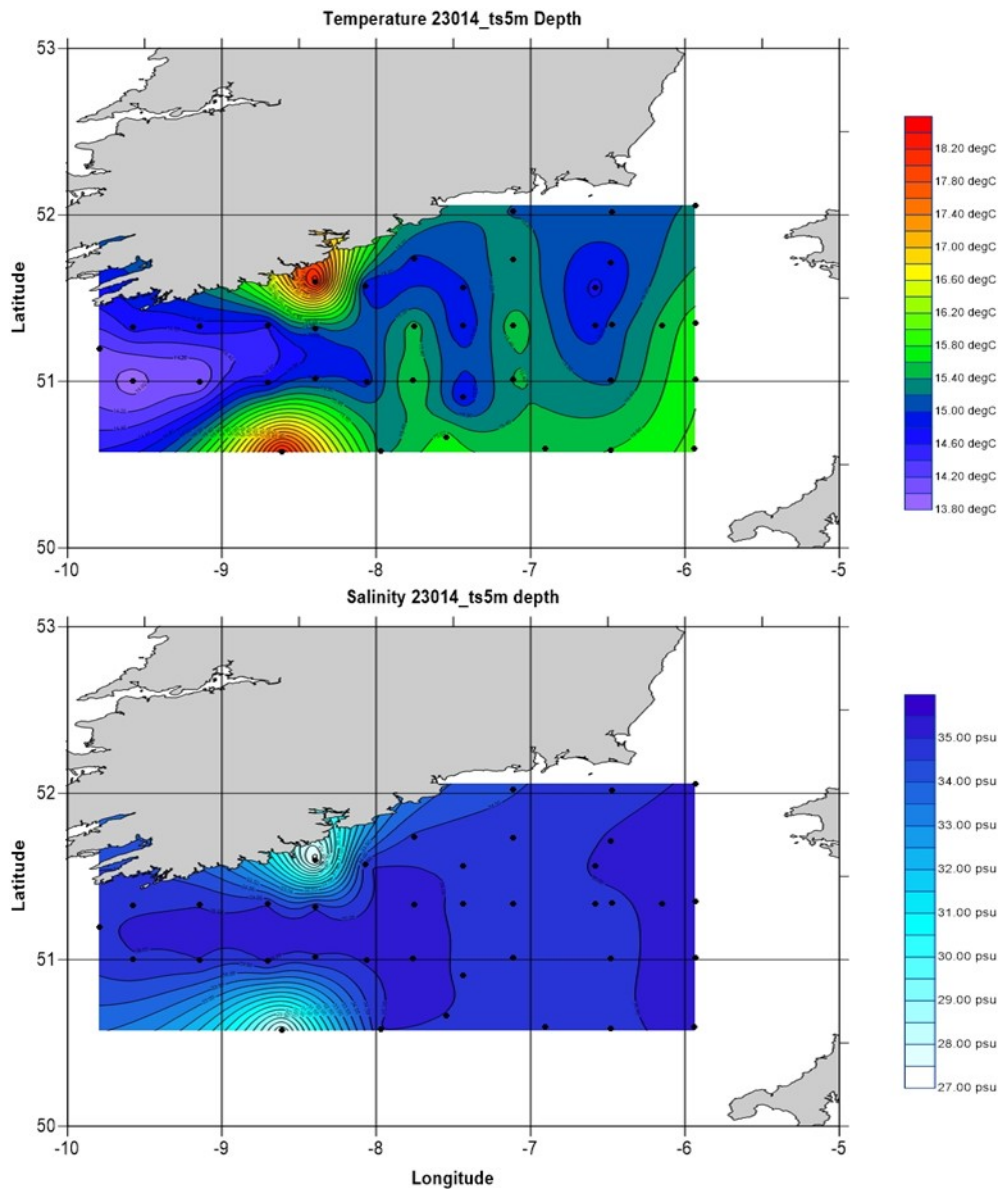 Temperature 23014_ts5m Depth
53
52
51
50
Latitude
-10 -9 -8 -7 -6 -5
18.20 degC
17.80 degC
17.40 degC
17.00 degC
16.60 degC
16.20 degC
15.80 degC
15.40 degC
15.00 degC
14.60 degC
14.20 degC
13.80 degC
Salinity 23014_ts5m depth
53
52
51
50
Latitude
-10 -9 -8 -7 -6 -5
Longitude
35.00 psu
34.00 psu
33.00 psu
32.00 psu
31.00 psu
30.00 psu
29.00 psu
28.00 psu
27.00 psu